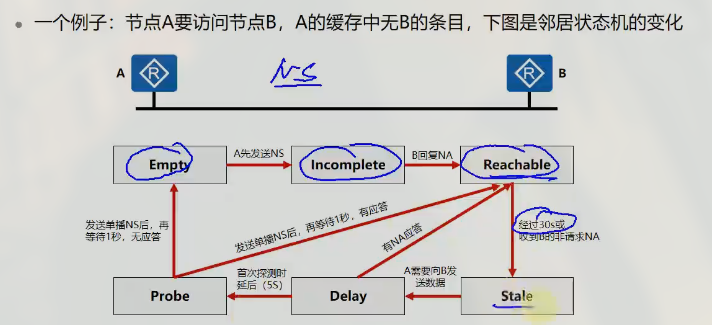 一个例子：节点A要访问节点B，A的缓存中无B的条目，下图是邻居状态机的变化
NS
A
R
R
B
Empty
A先发送NS
Incomplete
B回复NA
Reachable
发送单播NS后，再
等待1秒，无应答
发送单播NS后，再等待1秒，有应答
有NA应答
经过30s或
收到B的非请求NA
Probe
首次探测时
延后（5S）
Delay
A需要向B发
送数据
Stale